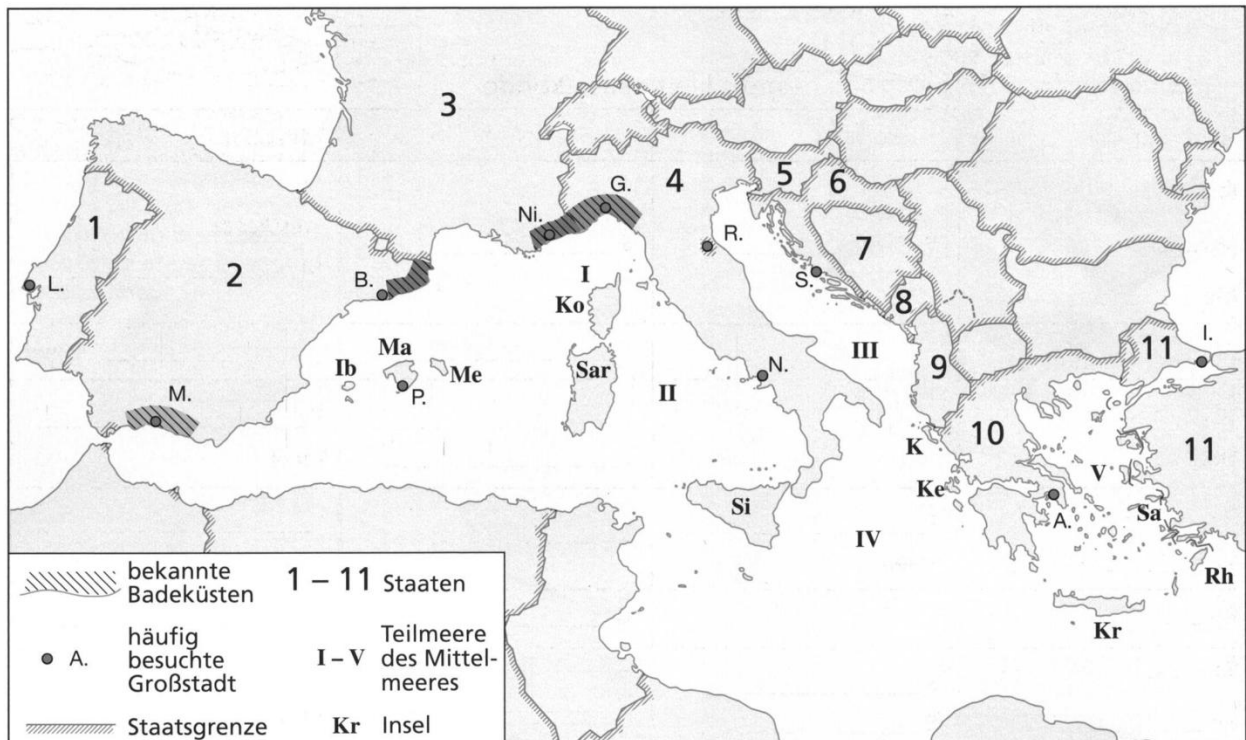 3
G.
4
5
6
Ni.
R.
1
2
7
L.
B.
I
S.
8
Ko
III
11
I.
Ma
Ib
Me
Sar
9
N.
P.
II
M.
10
K
11
V
Ke
Si
A.
Sa
IV
Rh
Kr
bekannte
Badeküsten
1 – 11 Staaten
A. häufig
besuchte
Großstadt
I – V Teilmeere
des Mittel-
meeres
Staatsgrenze
Kr Insel